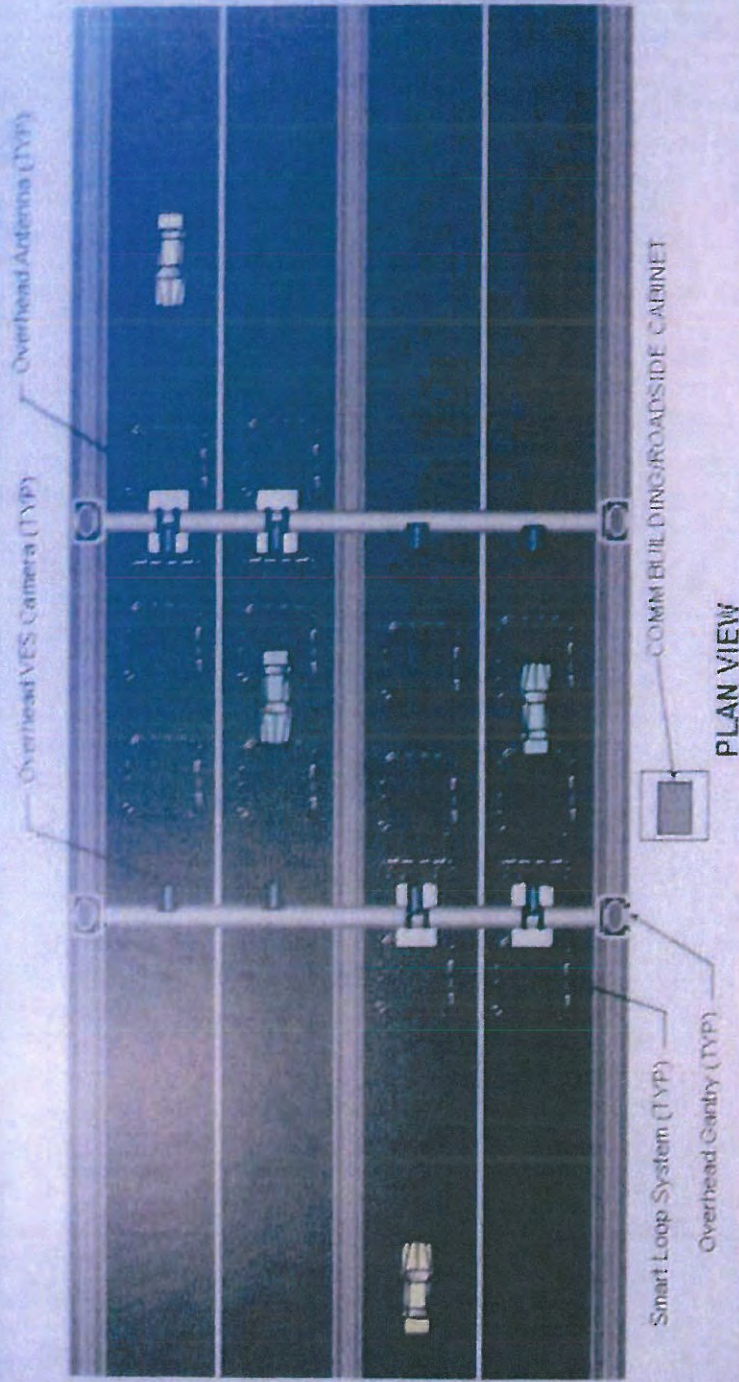 Overhead VES Camera (TYP)
Overhead Antenna (TYP)
Smart Loop System (TYP)
Overhead Gantry (TYP)
COMM BUILDING/ROADSIDE CABINET
PLAN VIEW